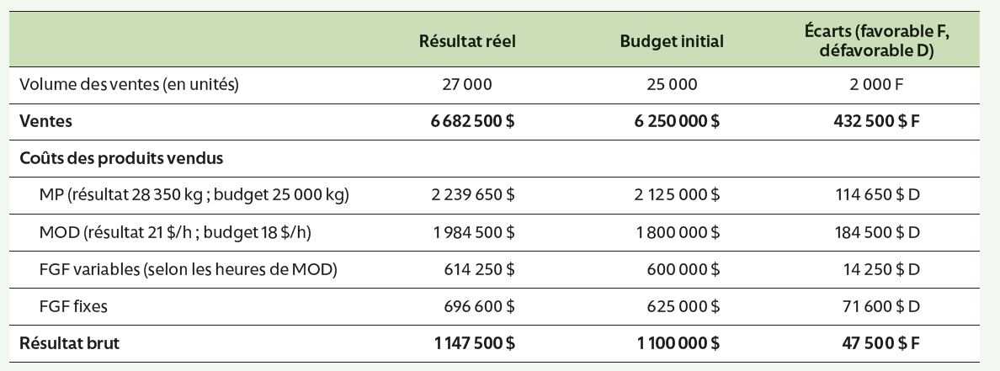 Résultat réel Budget initial Écarts (favorable F, défavorable D)
Volume des ventes (en unités) 27 000 25 000 2 000 F
Ventes 6 682 500 $ 6 250 000 $ 432 500 $ F
Coûts des produits vendus
MP (résultat 28 350 kg ; budget 25 000 kg) 2 239 650 $ 2 125 000 $ 114 650 $ D
MOD (résultat 21 $/h ; budget 18 $/h) 1 984 500 $ 1 800 000 $ 184 500 $ D
FGF variables (selon les heures de MOD) 614 250 $ 600 000 $ 14 250 $ D
FGF fixes 696 600 $ 625 000 $ 71 600 $ D
Résultat brut 1 147 500 $ 1 100 000 $ 47 500 $ F